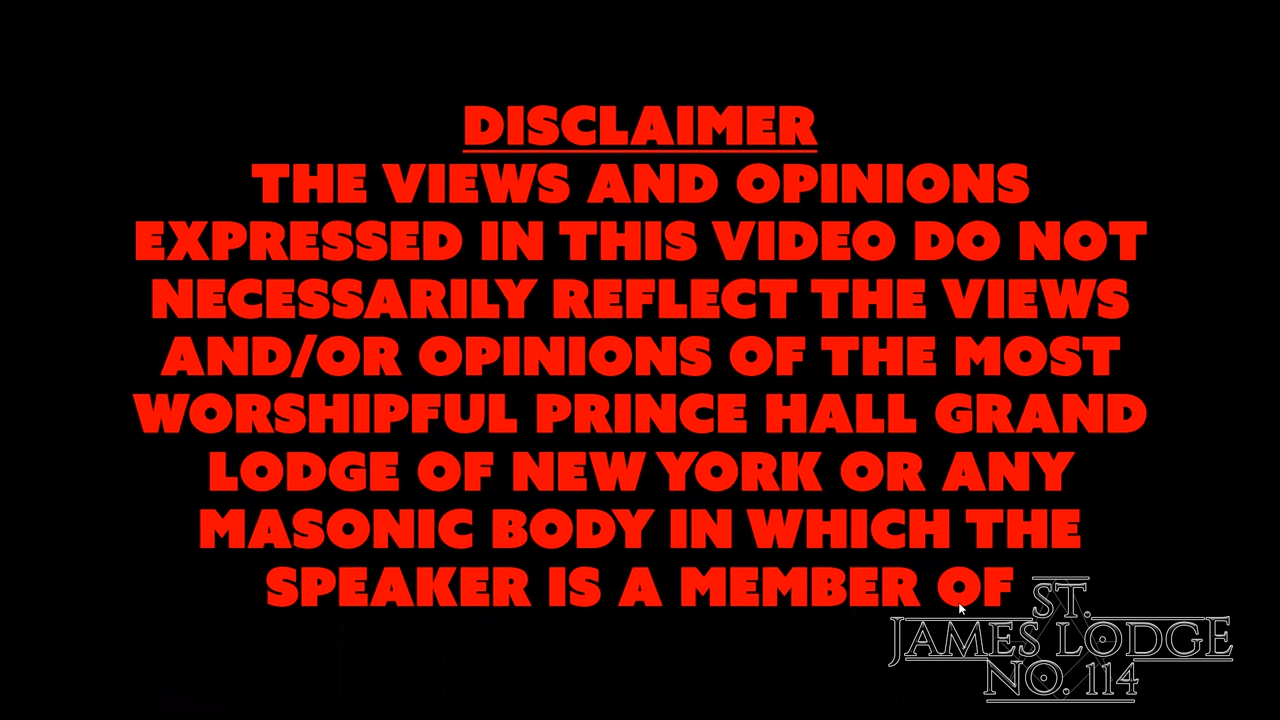 DISCLAIMER
THE VIEWS AND OPINIONS
EXPRESSED IN THIS VIDEO DO NOT
NECESSARILY REFLECT THE VIEWS
AND/OR OPINIONS OF THE MOST
WORSHIPFUL PRINCE HALL GRAND
LODGE OF NEW YORK OR ANY
MASONIC BODY IN WHICH THE
SPEAKER IS A MEMBER OF
ST.
JAMES LODGE
NO. 114